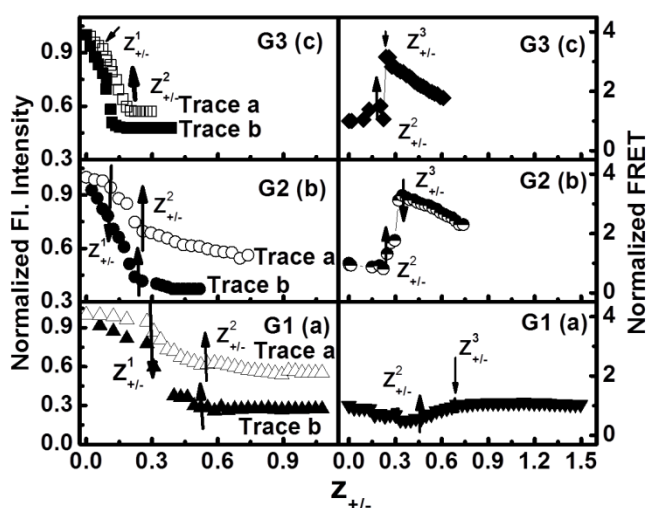 Normalized Fl. Intensity
1.0
0.8
0.5
0.3
0.9
0.6
0.3
0.9
0.6
0.3
0.0
G3 (c)
Z¹+/-
Z²+/-
Trace a
Trace b
G2 (b)
Z²+/-
Z¹+/-
Trace a
Trace b
G1 (a)
Z²+/-
Trace a
Z¹+/-
Trace b
0.0 0.3 0.6 0.9
Z³+/-
G3 (c)
Z²+/-
Z³+/-
G2 (b)
Z²+/-
G1 (a)
Z³+/-
Z²+/-
0.0 0.3 0.6 0.9 1.2 1.5
4
2
0
4
2
0
4
2
0
Normalized FRET
Z+/-